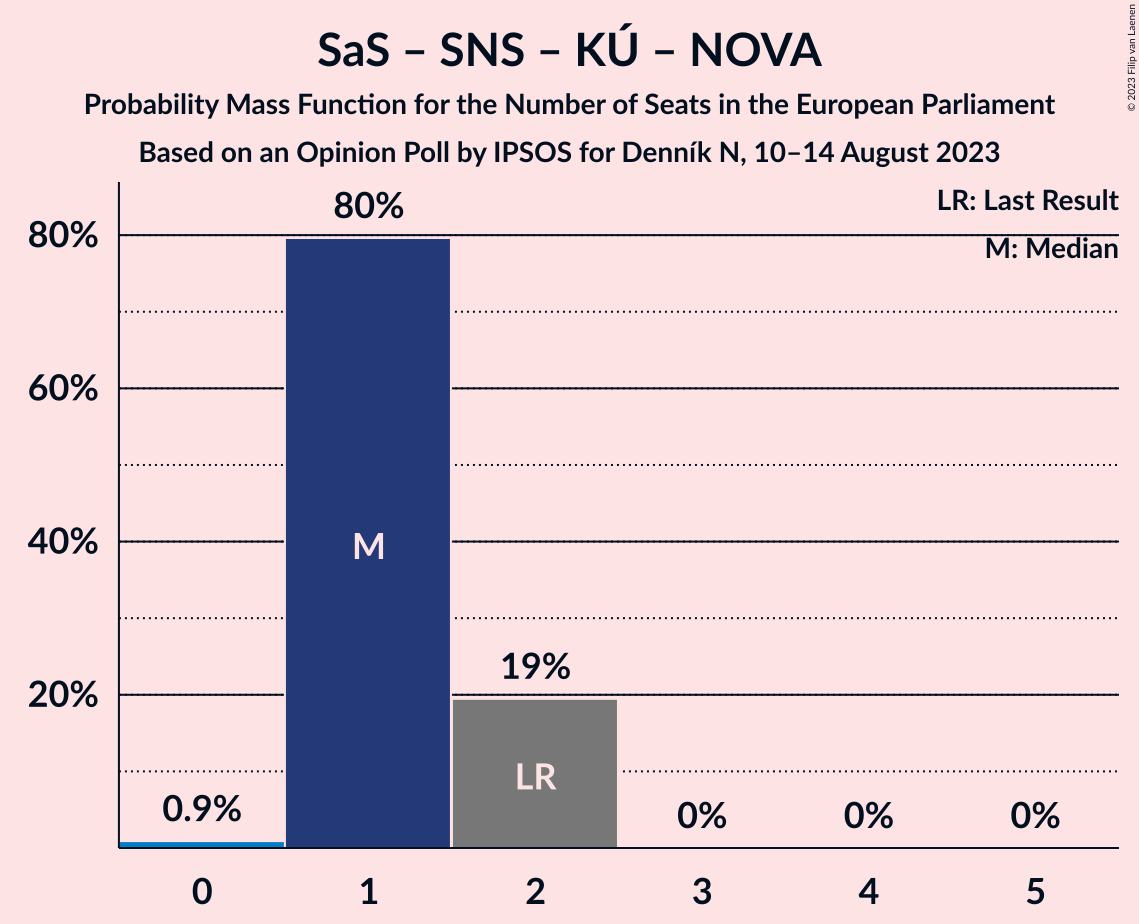 SaS – SNS – KÚ – NOVA
Probability Mass Function for the Number of Seats in the European Parliament
Based on an Opinion Poll by IPSOS for Denník N, 10–14 August 2023
© 2023 Filip van Laenen
LR: Last Result
M: Median
80%
60%
40%
20%
0.9%
80%
M
19%
LR
0%
0%
0%
0
1
2
3
4
5